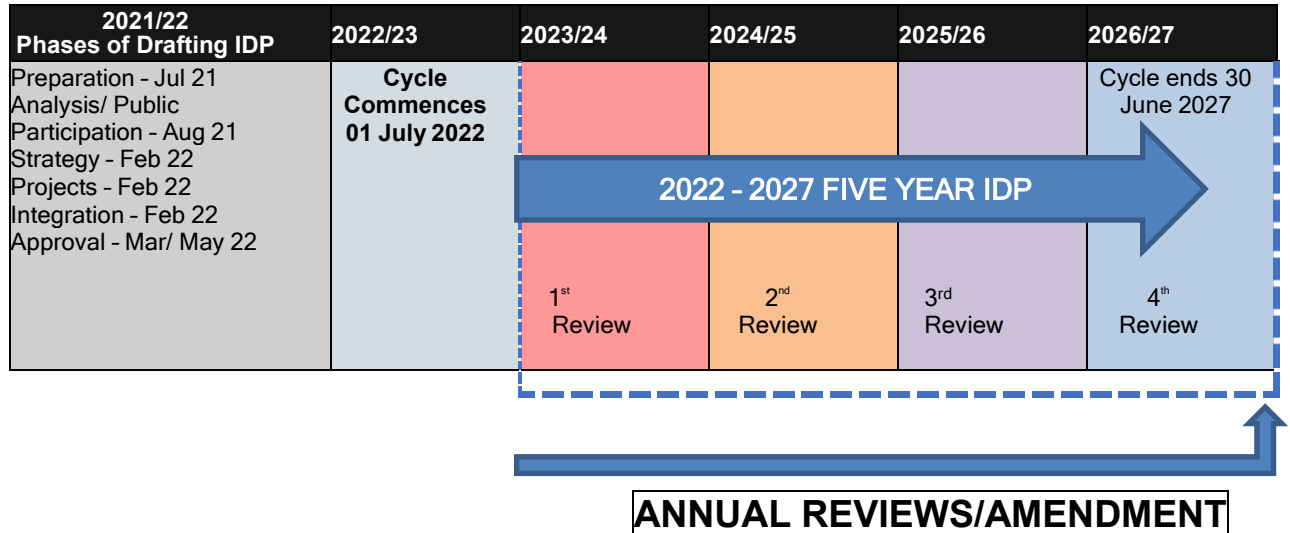 2021/22
Phases of Drafting IDP
2022/23
2023/24
2024/25
2025/26
2026/27
Preparation – Jul 21
Analysis/ Public
Participation – Aug 21
Strategy – Feb 22
Projects – Feb 22
Integration – Feb 22
Approval – Mar/ May 22
Cycle
Commences
01 July 2022
Cycle ends 30
June 2027
2022 – 2027 FIVE YEAR IDP
1st
Review
2nd
Review
3rd
Review
4th
Review
ANNUAL REVIEWS/AMENDMENT